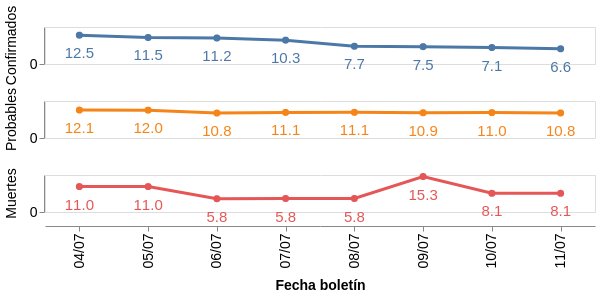 Confirmados
0
12.5 11.5 11.2 10.3 7.7 7.5 7.1 6.6
Probables
0
12.1 12.0 10.8 11.1 11.1 10.9 11.0 10.8
Muertes
0
11.0 11.0 5.8 5.8 5.8 15.3 8.1 8.1
04/07 05/07 06/07 07/07 08/07 09/07 10/07 11/07
Fecha boletín